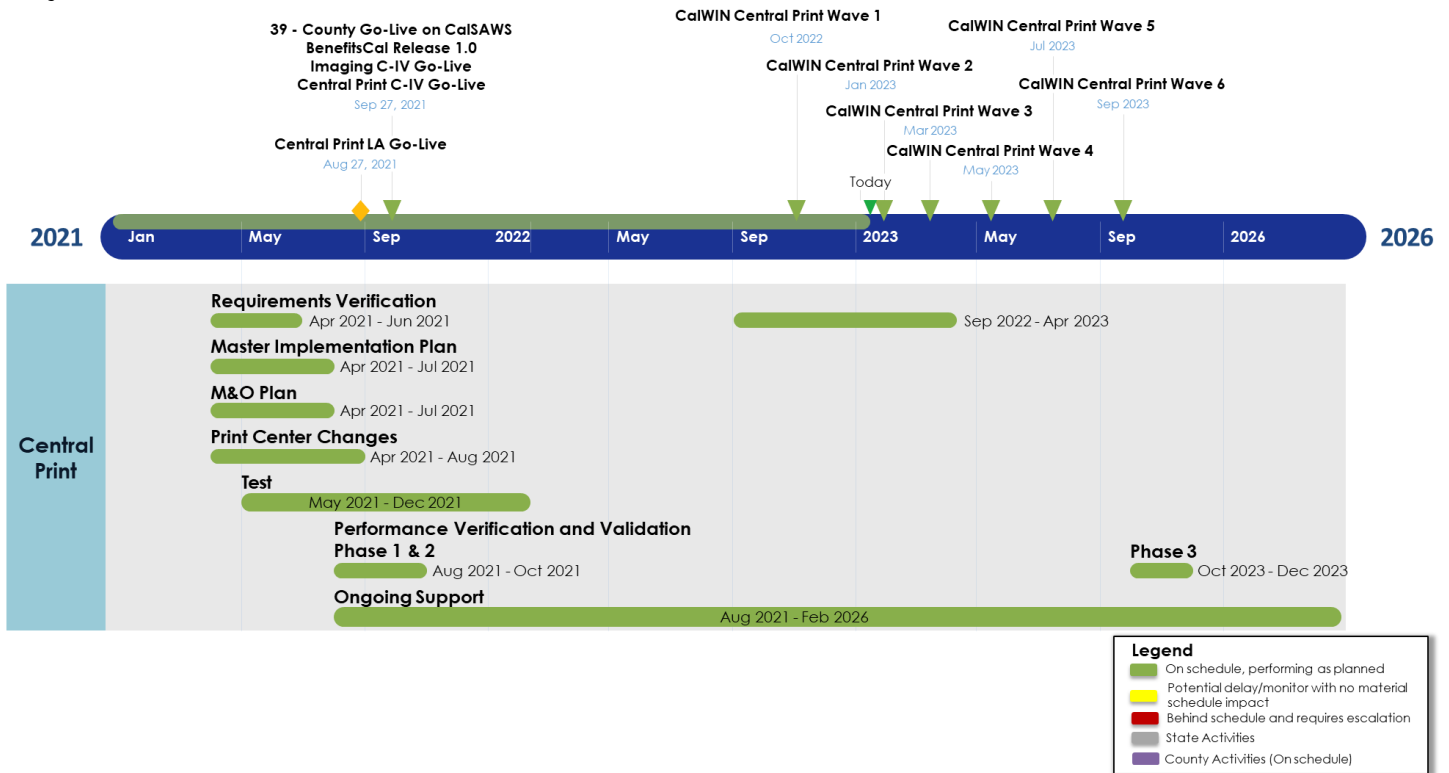 39 - County Go-Live on CalSAWS
BenefitsCal Release 1.0
Imaging C-IV Go-Live
Central Print C-IV Go-Live
Sep 27, 2021
Central Print LA Go-Live
Aug 27, 2021
CalWIN Central Print Wave 1
Oct 2022
CalWIN Central Print Wave 2
Jan 2023
CalWIN Central Print Wave 3
Mar 2023
CalWIN Central Print Wave 4
May 2023
CalWIN Central Print Wave 5
Jul 2023
CalWIN Central Print Wave 6
Sep 2023
Today
2021 Jan May Sep 2022 May Sep 2023 May Sep 2026 2026
Central
Print
Requirements Verification
Apr 2021 - Jun 2021
Sep 2022 - Apr 2023
Master Implementation Plan
Apr 2021 - Jul 2021
M&O Plan
Apr 2021 - Jul 2021
Print Center Changes
Apr 2021 - Aug 2021
Test
May 2021 - Dec 2021
Performance Verification and Validation
Phase 1 & 2
Aug 2021 - Oct 2021
Phase 3
Oct 2023 - Dec 2023
Ongoing Support
Aug 2021 - Feb 2026
Legend
On schedule, performing as planned
Potential delay/monitor with no material
schedule impact
Behind schedule and requires escalation
State Activities
County Activities (On schedule)